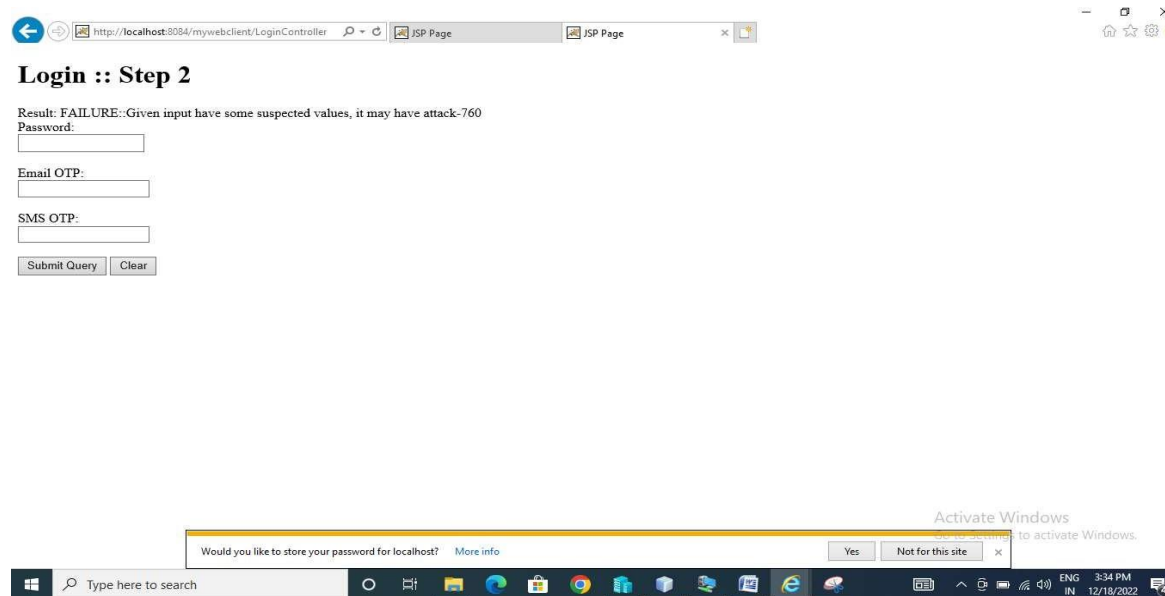 http://localhost:8084/mywebclient/LoginController
JSP Page
JSP Page
Login :: Step 2
Result: FAILURE::Given input have some suspected values, it may have attack-760
Password:
Email OTP:
SMS OTP:
Submit Query Clear
Activate Windows
Go to Settings to activate Windows.
Would you like to store your password for localhost? More info Yes Not for this site
Type here to search
ENG 3:34 PM
IN 12/18/2022